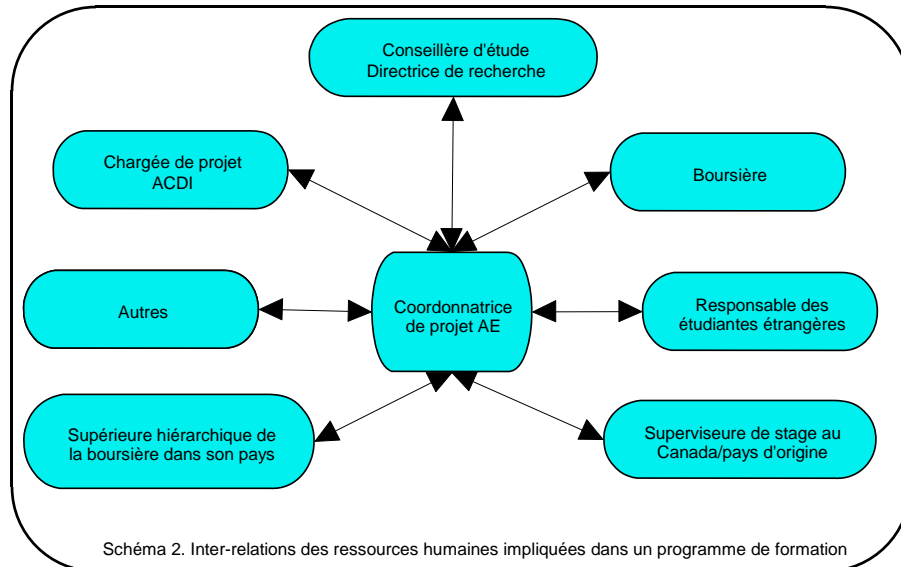 Conseillère d'étude
Directrice de recherche
Chargée de projet
ACDI
Boursière
Autres
Coordonnatrice
de projet AE
Responsable des
étudiantes étrangères
Supérieure hiérarchique de
la boursière dans son pays
Superviseure de stage au
Canada/pays d'origine
Schéma 2. Inter-relations des ressources humaines impliquées dans un programme de formation